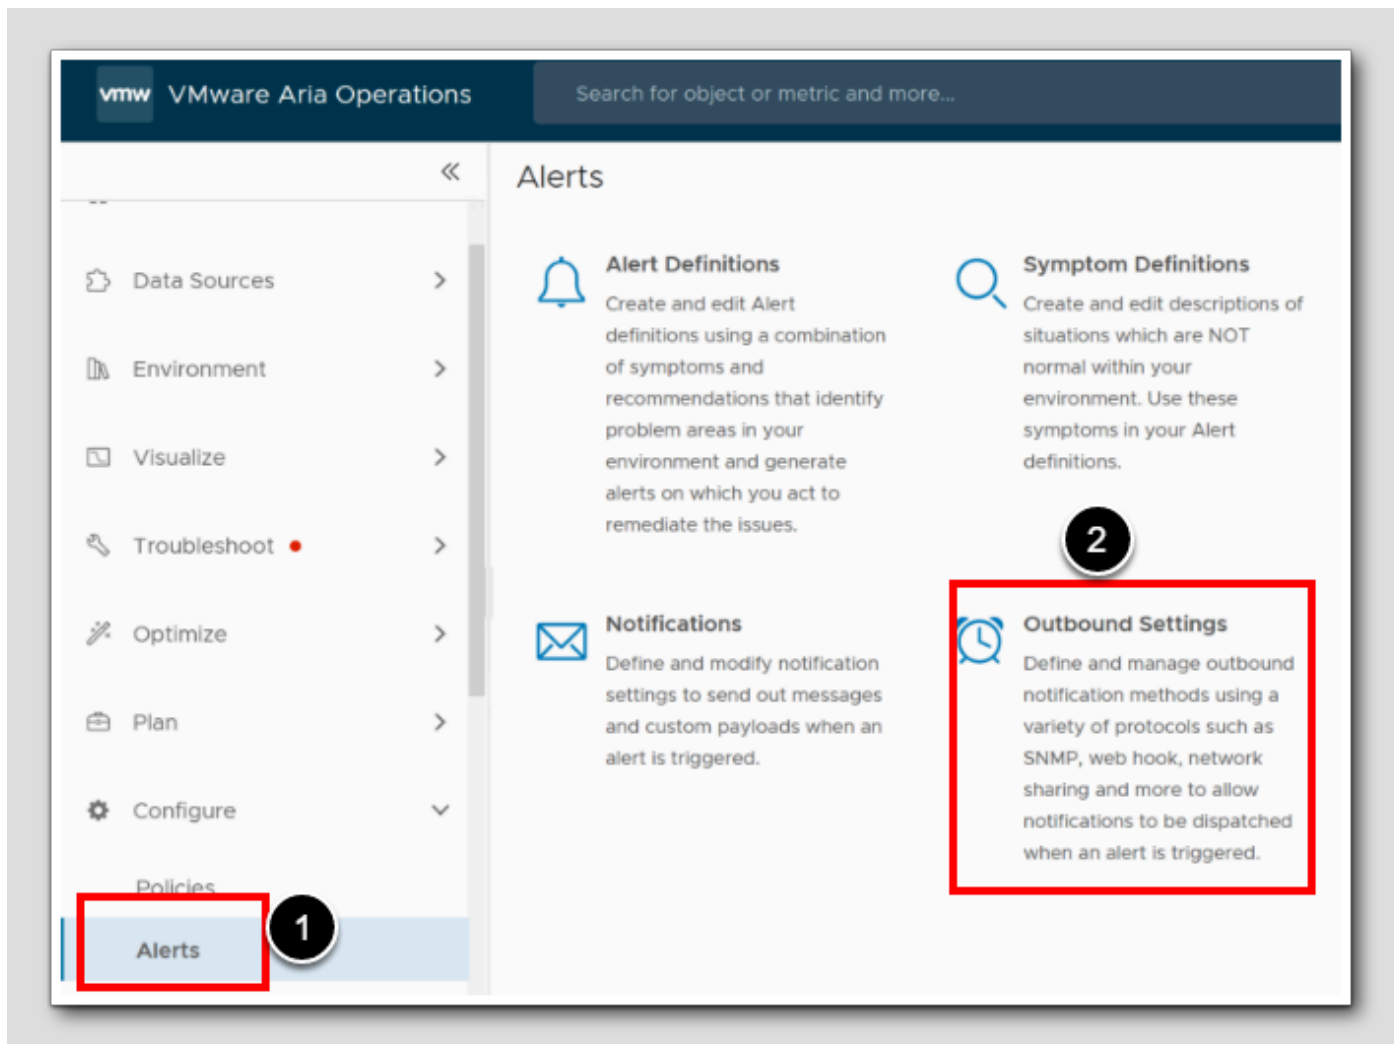 vmw VMware Aria Operations
Search for object or metric and more...
Data Sources
Environment
Visualize
Troubleshoot
Optimize
Plan
Configure
Policies
Alerts
1
Alerts
Alert Definitions
Create and edit Alert
definitions using a combination
of symptoms and
recommendations that identify
problem areas in your
environment and generate
alerts on which you act to
remediate the issues.
Symptom Definitions
Create and edit descriptions of
situations which are NOT
normal within your
environment. Use these
symptoms in your Alert
definitions.
Notifications
Define and modify notification
settings to send out messages
and custom payloads when an
alert is triggered.
2
Outbound Settings
Define and manage outbound
notification methods using a
variety of protocols such as
SNMP, web hook, network
sharing and more to allow
notifications to be dispatched
when an alert is triggered.